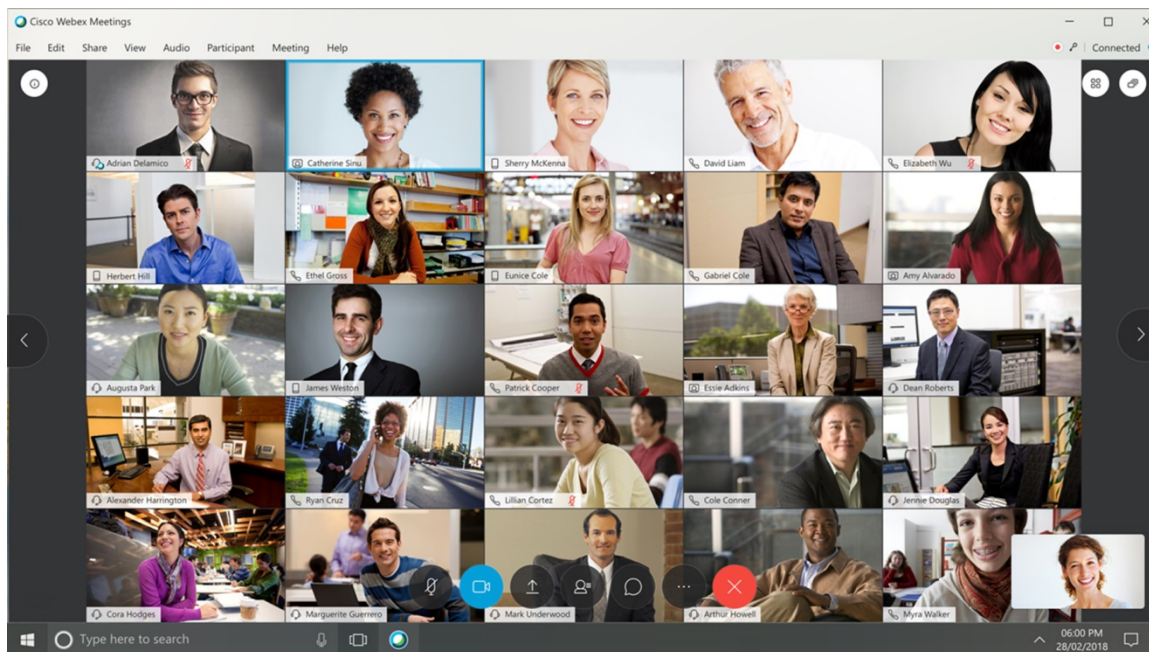 Cisco Webex Meetings
File Edit Share View Audio Participant Meeting Help
Connected
Adrian Delamico
Catherine Sinu
Sherry McKenna
David Liam
Elizabeth Wu
Herbert Hill
Ethel Gross
Eunice Cole
Gabriel Cole
Amy Alvarado
Augusta Park
James Weston
Patrick Cooper
Essie Adkins
Dean Roberts
Alexander Harrington
Ryan Cruz
Lillian Cortez
Cole Conner
Jennie Douglas
Cora Hodges
Marguerite Guerrero
Mark Underwood
Arthur Howell
Myra Walker
Type here to search
06:00 PM
28/02/2018